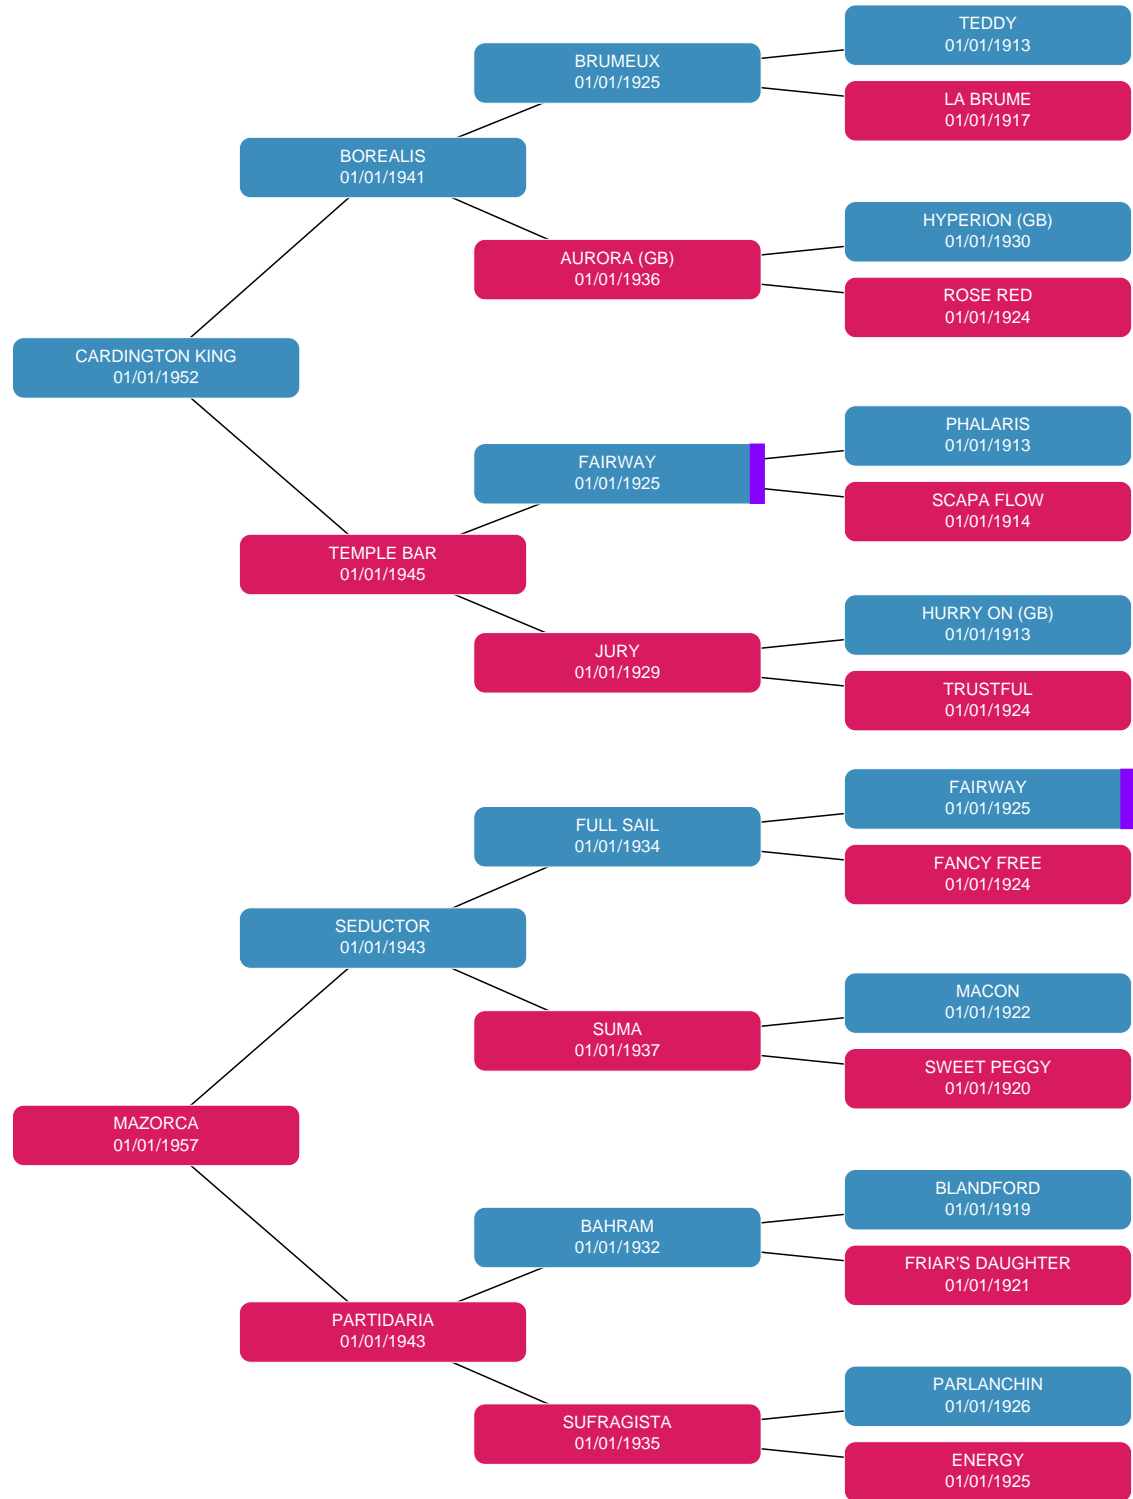 TEDDY
01/01/1913
BRUMEUX
01/01/1925
LA BRUME
01/01/1917
BOREALIS
01/01/1941
HYPERION (GB)
01/01/1930
AURORA (GB)
01/01/1936
ROSE RED
01/01/1924
CARDINGTON KING
01/01/1952
PHALARIS
01/01/1913
FAIRWAY
01/01/1925
SCAPA FLOW
01/01/1914
TEMPLE BAR
01/01/1945
HURRY ON (GB)
01/01/1913
JURY
01/01/1929
TRUSTFUL
01/01/1924
FAIRWAY
01/01/1925
FULL SAIL
01/01/1934
FANCY FREE
01/01/1924
SEDUCTOR
01/01/1943
MACON
01/01/1922
SUMA
01/01/1937
SWEET PEGGY
01/01/1920
MAZORCA
01/01/1957
BLANDFORD
01/01/1919
BAHRAM
01/01/1932
FRIAR'S DAUGHTER
01/01/1921
PARTIDARIA
01/01/1943
PARLANCHIN
01/01/1926
SUFRAGISTA
01/01/1935
ENERGY
01/01/1925